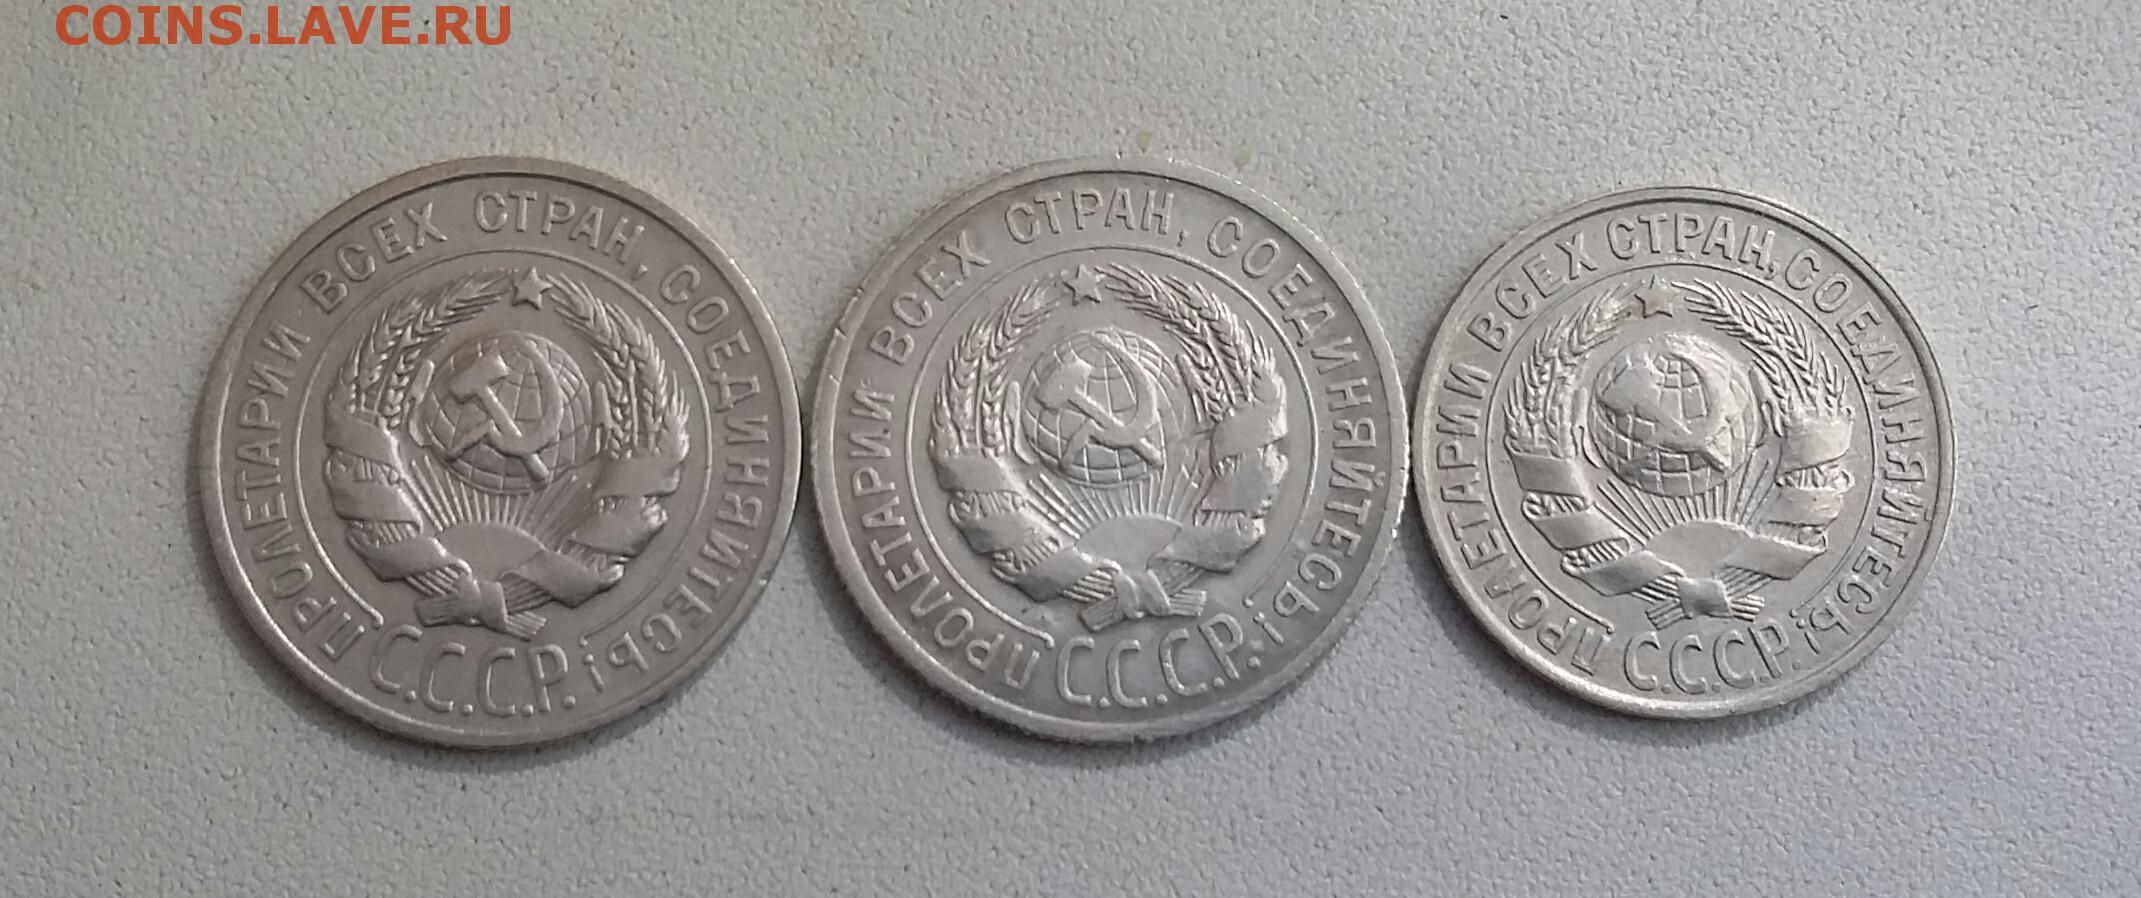 COINS.LAVE.RU
ПРОЛЕТАРИИ ВСЕХ СТРАН, СОЕДИНЯЙТЕСЬ!
С.С.С.Р.
ПРОЛЕТАРИИ ВСЕХ СТРАН, СОЕДИНЯЙТЕСЬ!
С.С.С.Р.
ПРОЛЕТАРИИ ВСЕХ СТРАН, СОЕДИНЯЙТЕСЬ!
С.С.С.Р.